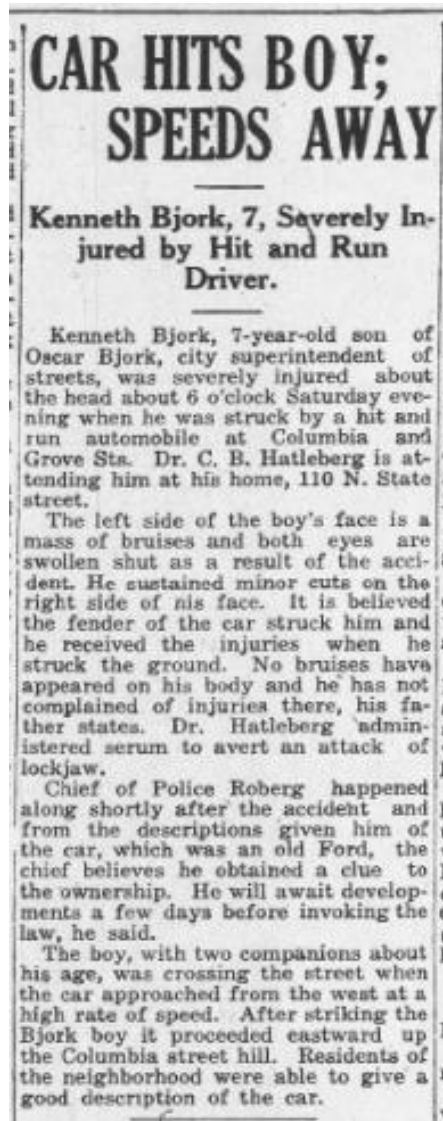 CAR HITS BOY;
SPEEDS AWAY
Kenneth Bjork, 7, Severely In-
jured by Hit and Run
Driver.
Kenneth Bjork, 7-year-old son of
Oscar Bjork, city superintendent of
streets, was severely injured about
the head about 6 o'clock Saturday eve-
ning when he was struck by a hit and
run automobile at Columbia and
Grove Sts. Dr. C. B. Hatleberg is at-
tending him at his home, 110 N. State
street.
The left side of the boy's face is a
mass of bruises and both eyes are
swollen shut as a result of the acci-
dent. He sustained minor cuts on the
right side of his face. It is believed
the fender of the car struck him and
he received the injuries when he
struck the ground. No bruises have
appeared on his body and he has not
complained of injuries there, his fa-
ther states. Dr. Hatleberg admin-
istered serum to avert an attack of
lockjaw.
Chief of Police Roberg happened
along shortly after the accident and
from the descriptions given him of
the car, which was an old Ford, the
chief believes he obtained a clue to
the ownership. He will await develop-
ments a few days before invoking the
law, he said.
The boy, with two companions about
his age, was crossing the street when
the car approached from the west at a
high rate of speed. After striking the
Bjork boy it proceeded eastward up
the Columbia street hill. Residents of
the neighborhood were able to give a
good description of the car.